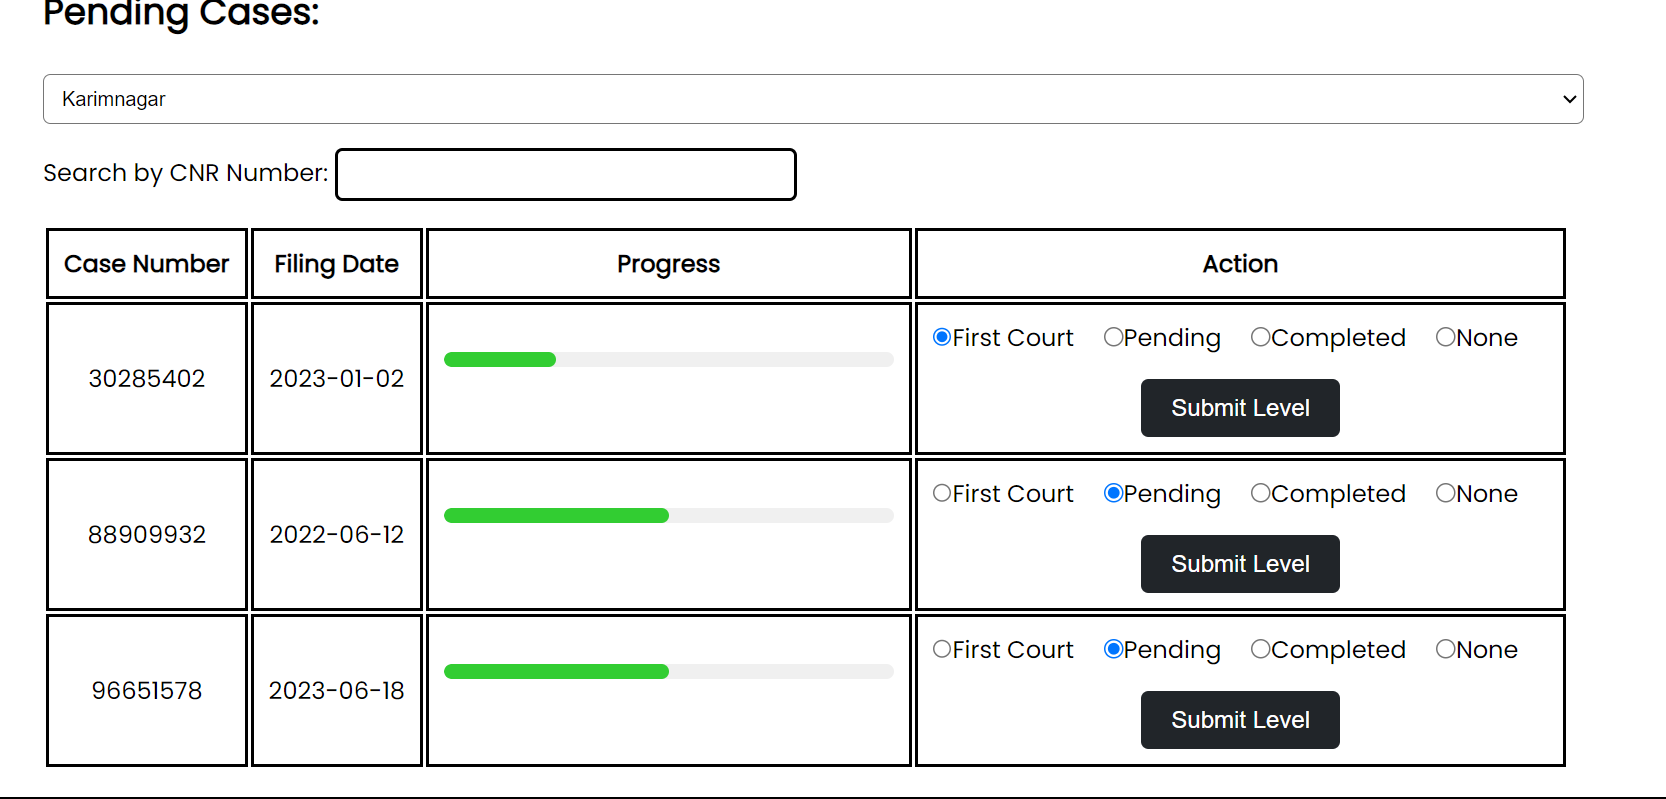 Pending Cases:
Karimnagar
Search by CNR Number:
Case Number Filing Date Progress Action
First Court Pending Completed None
30285402 2023-01-02
Submit Level
First Court Pending Completed None
88909932 2022-06-12
Submit Level
First Court Pending Completed None
96651578 2023-06-18
Submit Level